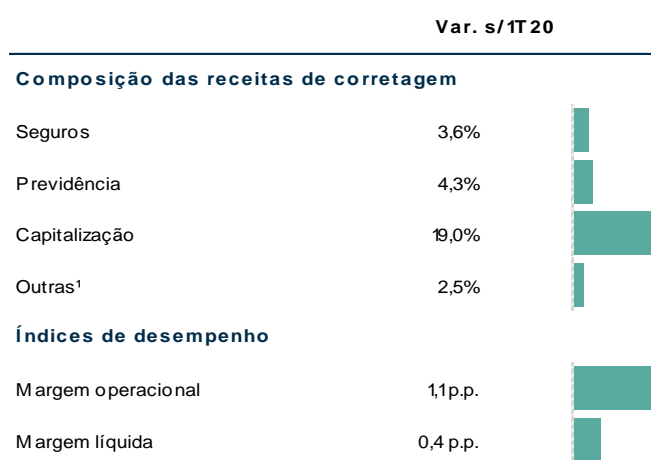 Var. s/1T20
Composição das receitas de corretagem
Seguros 3,6%
Previdência 4,3%
Capitalização 19,0%
Outras¹ 2,5%
Índices de desempenho
Margem operacional 1,1 p.p.
Margem líquida 0,4 p.p.